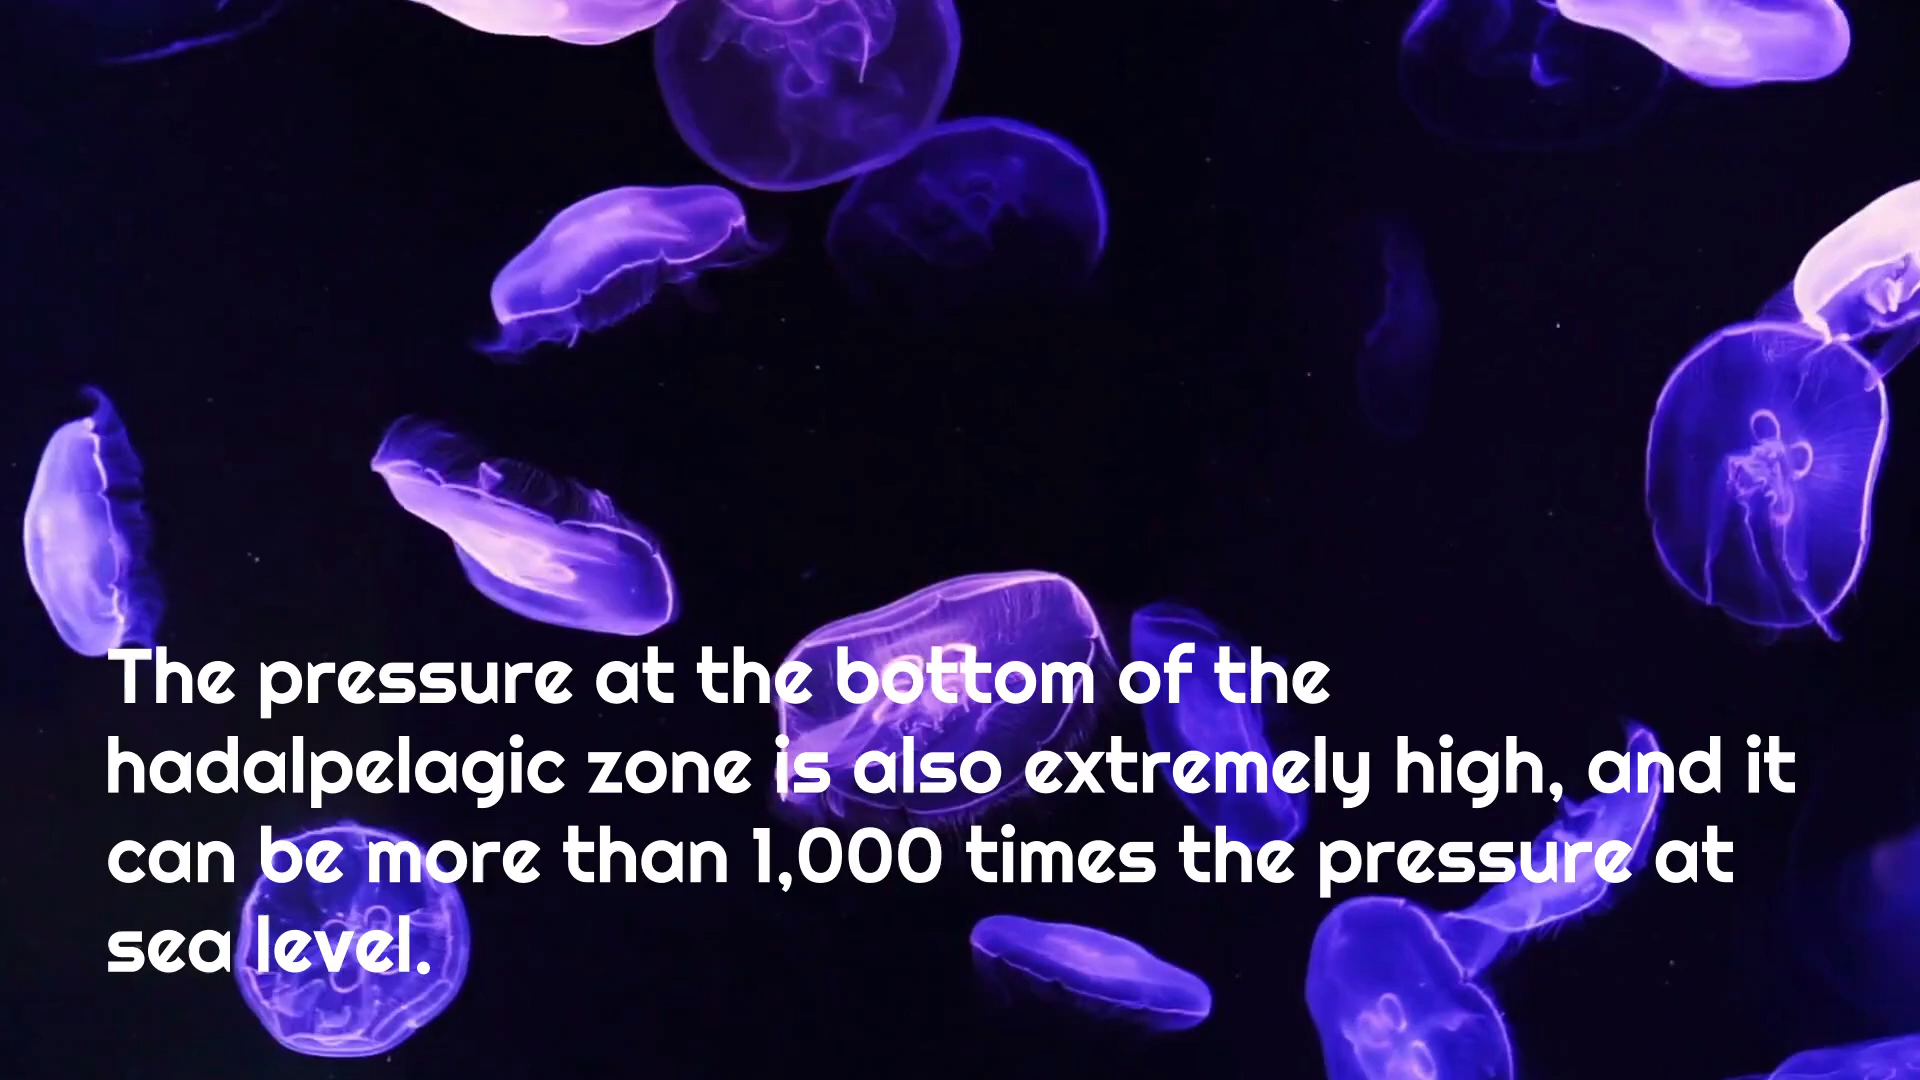 The pressure at the bottom of the
hadalpelagic zone is also extremely high, and it
can be more than 1,000 times the pressure at
sea level.